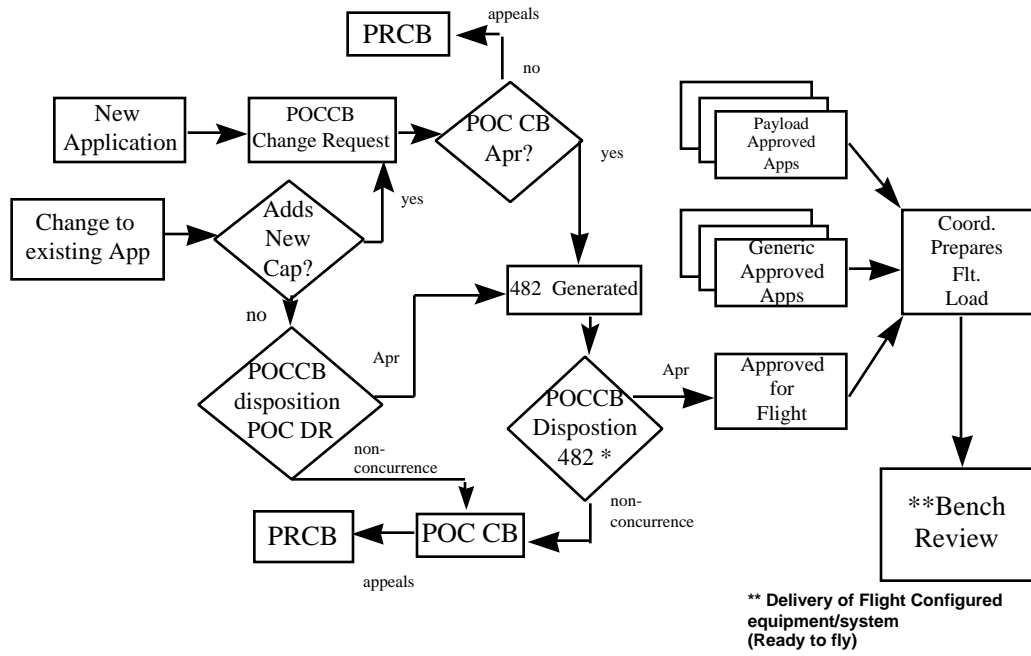 appeals
PRCB
no
New
Application
POCCB
Change Request
POC CB
Apr?
yes
Payload
Approved
Apps
Change to
existing App
Adds
New
Cap?
yes
Generic
Approved
Apps
Coord.
Prepares
Flt.
Load
482 Generated
no
POCCB
disposition
POC DR
Apr
POCCB
Dispostion
482 *
Apr
Approved
for
Flight
non-
concurrence
non-
concurrence
PRCB
POC CB
appeals
**Bench
Review
** Delivery of Flight Configured
equipment/system
(Ready to fly)